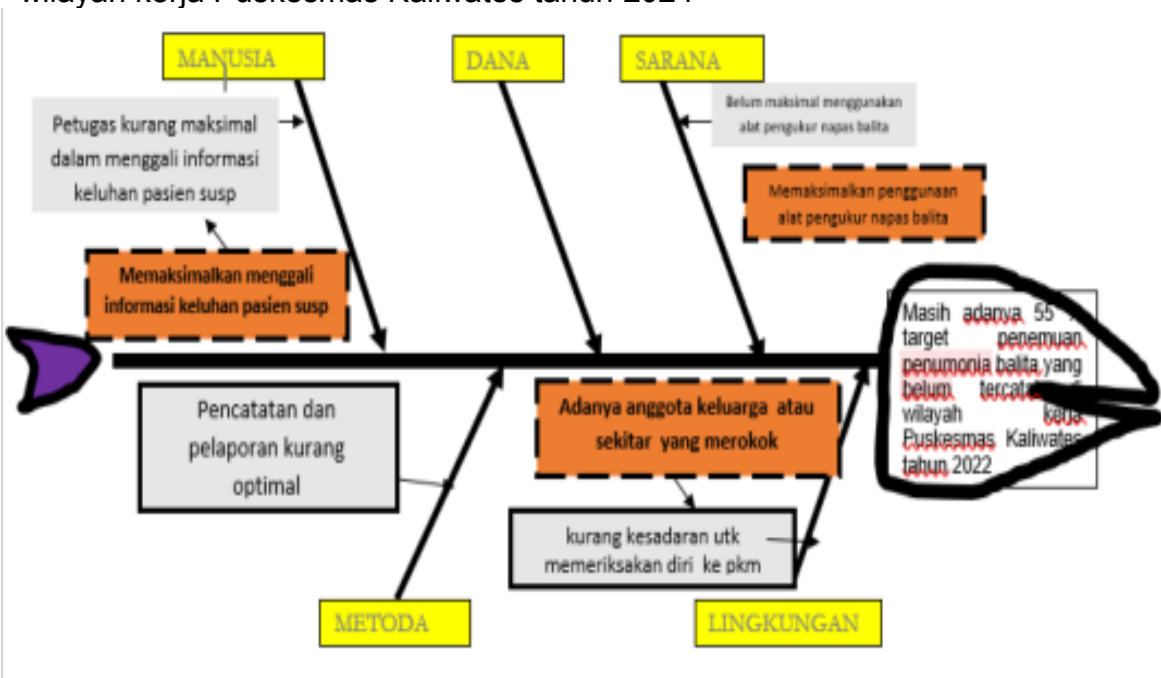 wilayah kerja Puskesmas Kaliwates tahun 2024
MANUSIA
DANA
SARANA
Petugas kurang maksimal
dalam menggali informasi
keluhan pasien susp
Belum maksimal menggunakan
alat pengukur napas balita
Memaksimalkan penggunaan
alat pengukur napas balita
Memaksimalkan menggali
informasi keluhan pasien susp
Masih adanya 55
target penemuan
penumonia balita yang
belum
wilayah kerja
Puskesmas Kaliwates
tahun 2022
Pencatatan dan
pelaporan kurang
optimal
Adanya anggota keluarga atau
sekitar yang merokok
kurang kesadaran utk
memeriksakan diri ke pkm
METODA
LINGKUNGAN